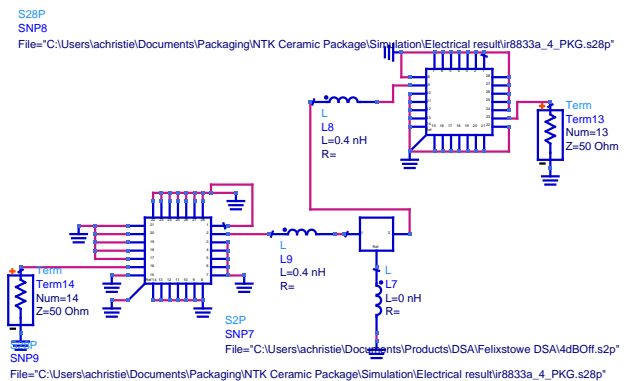 S28P
SNP8
File="C:\Users\achristie\Documents\Packaging\NTK Ceramic Package\Simulation\Electrical result\ir8833a_4_PKG.s28p"
L
L8
L=0.4 nH
R=
Term
Term13
Num=13
Z=50 Ohm
L
L9
L=0.4 nH
R=
Ref
L
L7
L=0 nH
R=
Term
Term14
Num=14
Z=50 Ohm
S2P
SNP7
File="C:\Users\achristie\Documents\Products\DSA\Felixstowe DSA\4dBOff.s2p"
SNP9
File="C:\Users\achristie\Documents\Packaging\NTK Ceramic Package\Simulation\Electrical result\ir8833a_4_PKG.s28p"